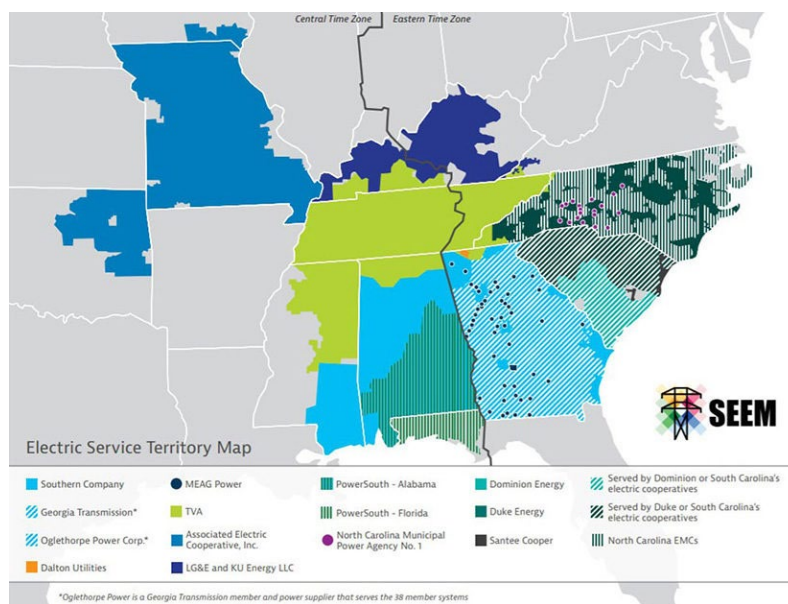 Central Time Zone
Eastern Time Zone
SEEM
Electric Service Territory Map
Southern Company
Georgia Transmission*
Oglethorpe Power Corp.*
Dalton Utilities
MEAG Power
TVA
Associated Electric
Cooperative, Inc.
LG&E and KU Energy LLC
PowerSouth - Alabama
PowerSouth - Florida
North Carolina Municipal
Power Agency No. 1
Dominion Energy
Duke Energy
Santee Cooper
Served by Dominion or South Carolina's
electric cooperatives
Served by Duke or South Carolina's
electric cooperatives
North Carolina EMCs
*Oglethorpe Power is a Georgia Transmission member and power supplier that serves the 38 member systems